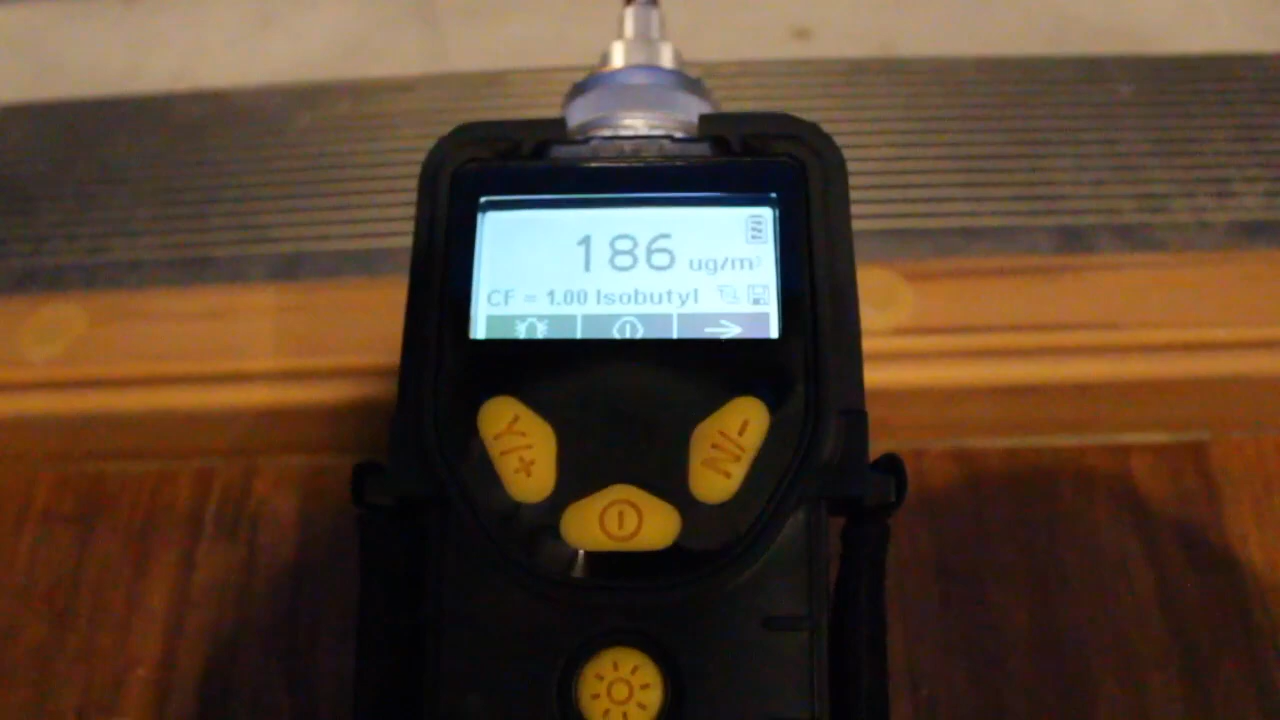 186 ug/m³
CF = 1.00 Isobutyl
Y/+
N/-